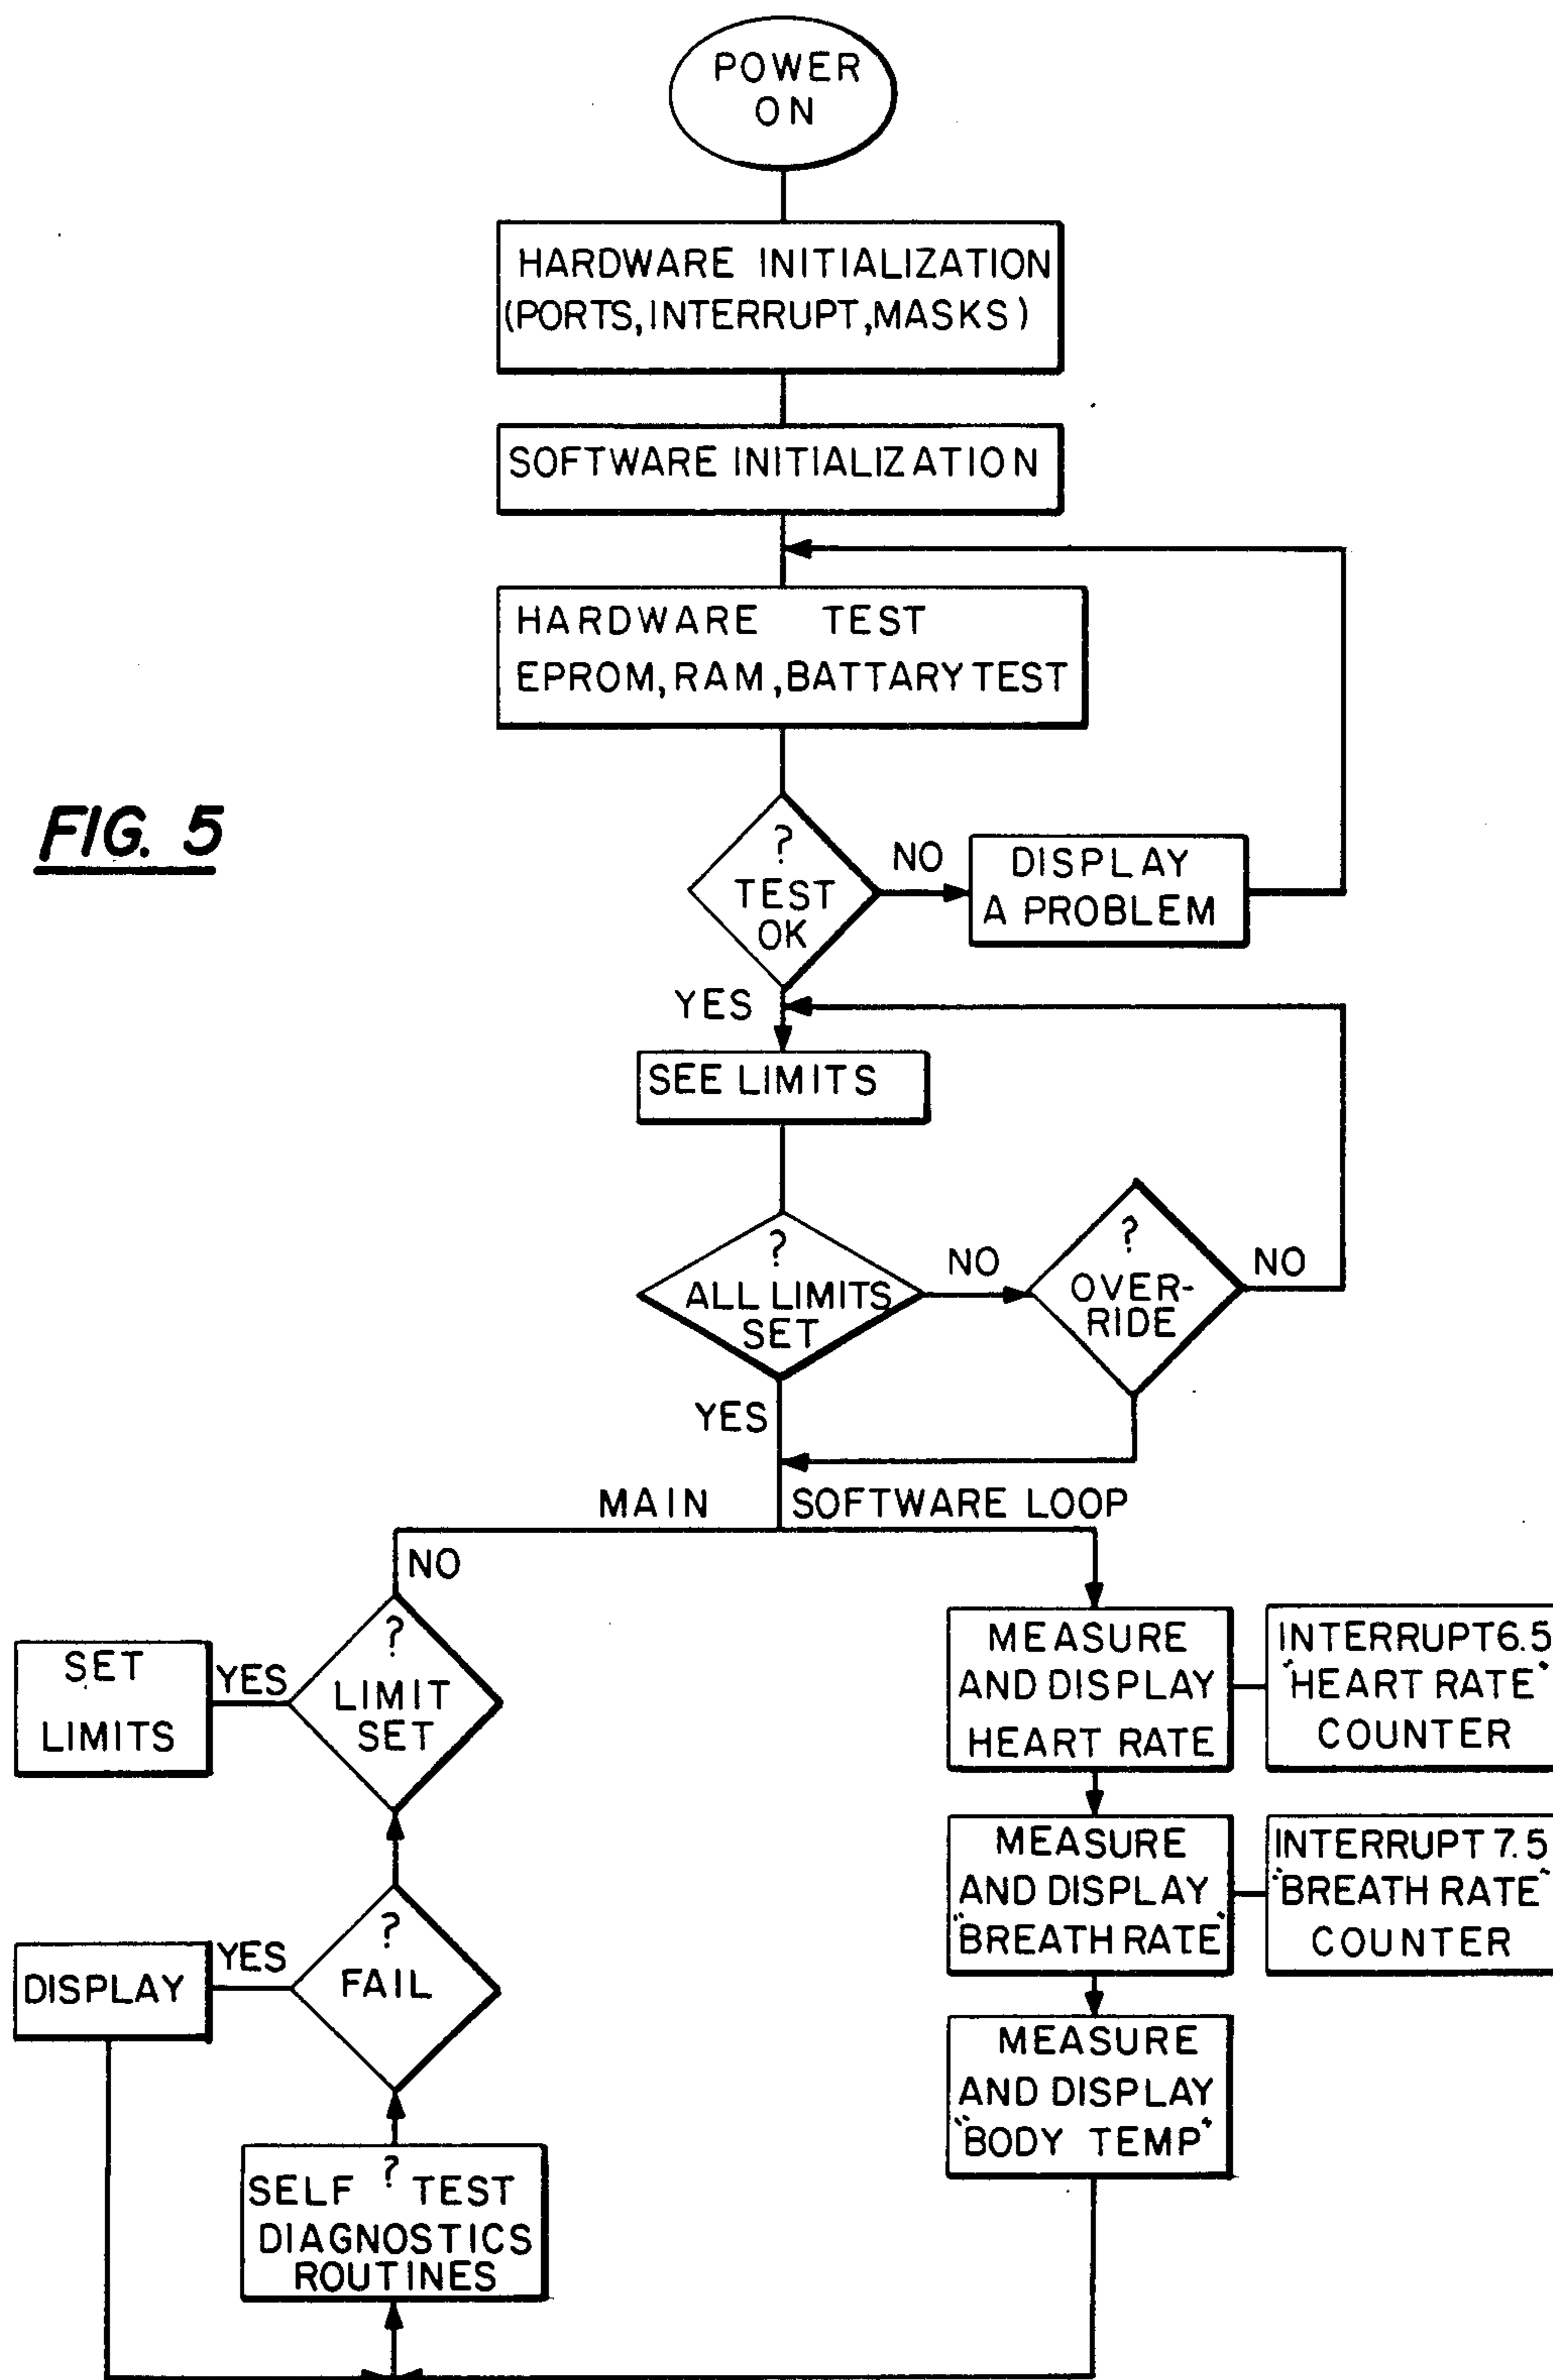 POWER
ON
HARDWARE INITIALIZATION
(PORTS, INTERRUPT, MASKS)
SOFTWARE INITIALIZATION
HARDWARE TEST
EPROM, RAM, BATTARY TEST
FIG. 5
?
TEST
OK
NO
DISPLAY
A PROBLEM
YES
SEE LIMITS
?
ALL LIMITS
SET
NO
?
OVER-
RIDE
NO
YES
MAIN SOFTWARE LOOP
NO
?
LIMIT
SET
YES
SET
LIMITS
MEASURE
AND DISPLAY
HEART RATE
INTERRUPT 6.5
"HEART RATE"
COUNTER
MEASURE
AND DISPLAY
"BREATH RATE"
INTERRUPT 7.5
"BREATH RATE"
COUNTER
?
FAIL
YES
DISPLAY
MEASURE
AND DISPLAY
"BODY TEMP"
?
SELF TEST
DIAGNOSTICS
ROUTINES